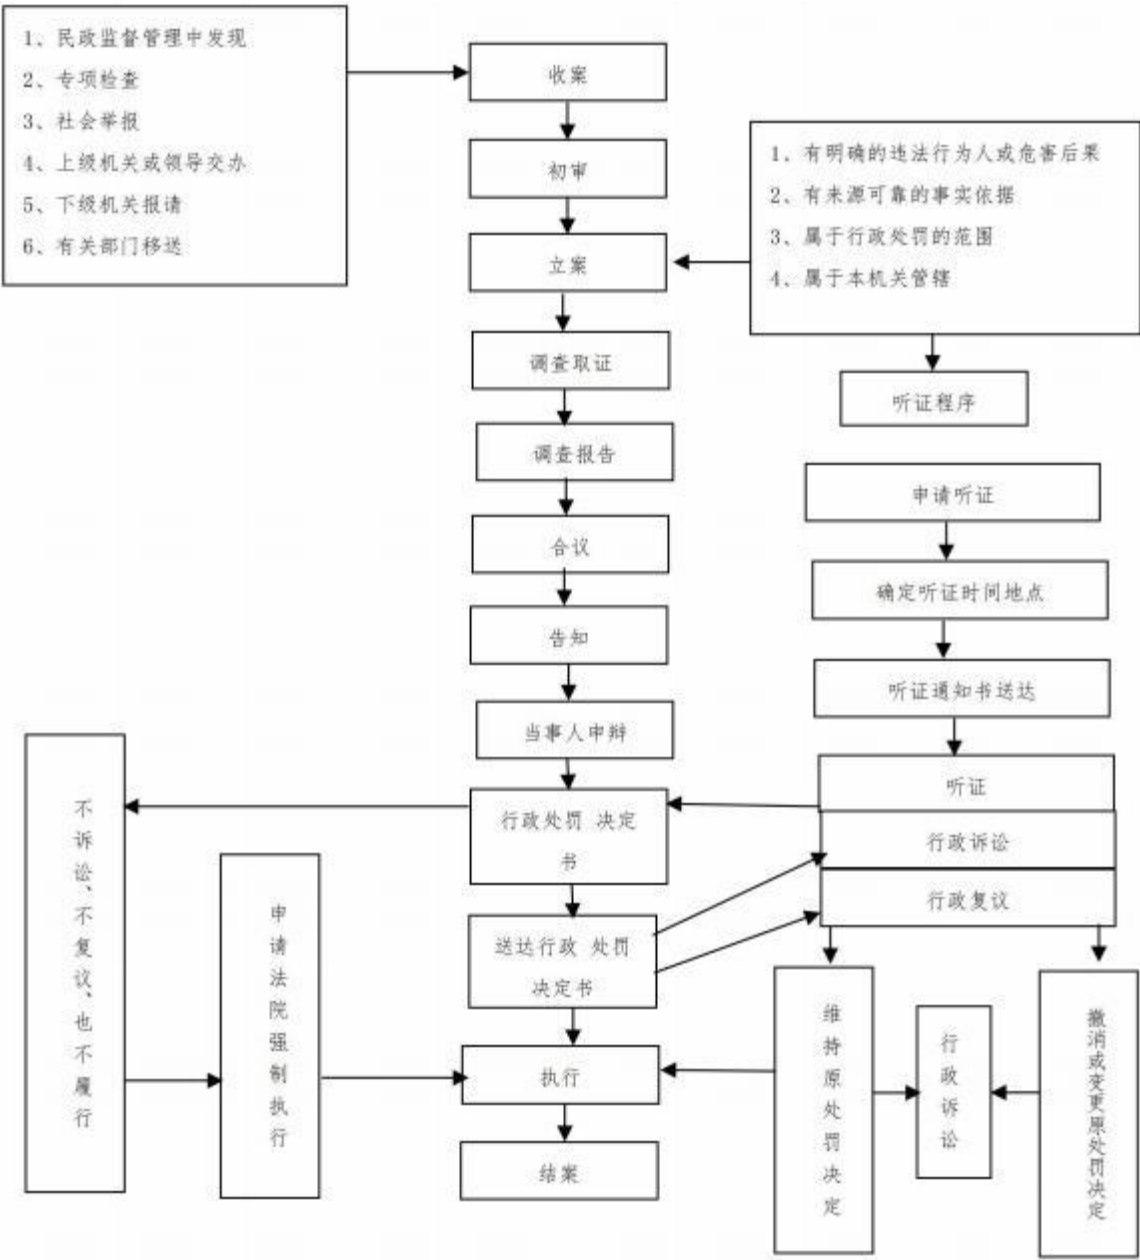 1、民政监督管理中发现
2、专项检查
3、社会举报
4、上级机关或领导交办
5、下级机关报请
6、有关部门移送
收案
初审
立案
1、有明确的违法行为人或危害后果
2、有来源可靠的事实依据
3、属于行政处罚的范围
4、属于本机关管辖
调查取证
听证程序
调查报告
申请听证
合议
确定听证时间地点
告知
听证通知书送达
当事人申辩
听证
行政处罚 决定
书
行政诉讼
行政复议
送达行政 处罚
决定书
不诉讼、不复议、也不履行
申请法院强制执行
执行
结案
维持原处罚决定
行政诉讼
撤消或变更原处罚决定